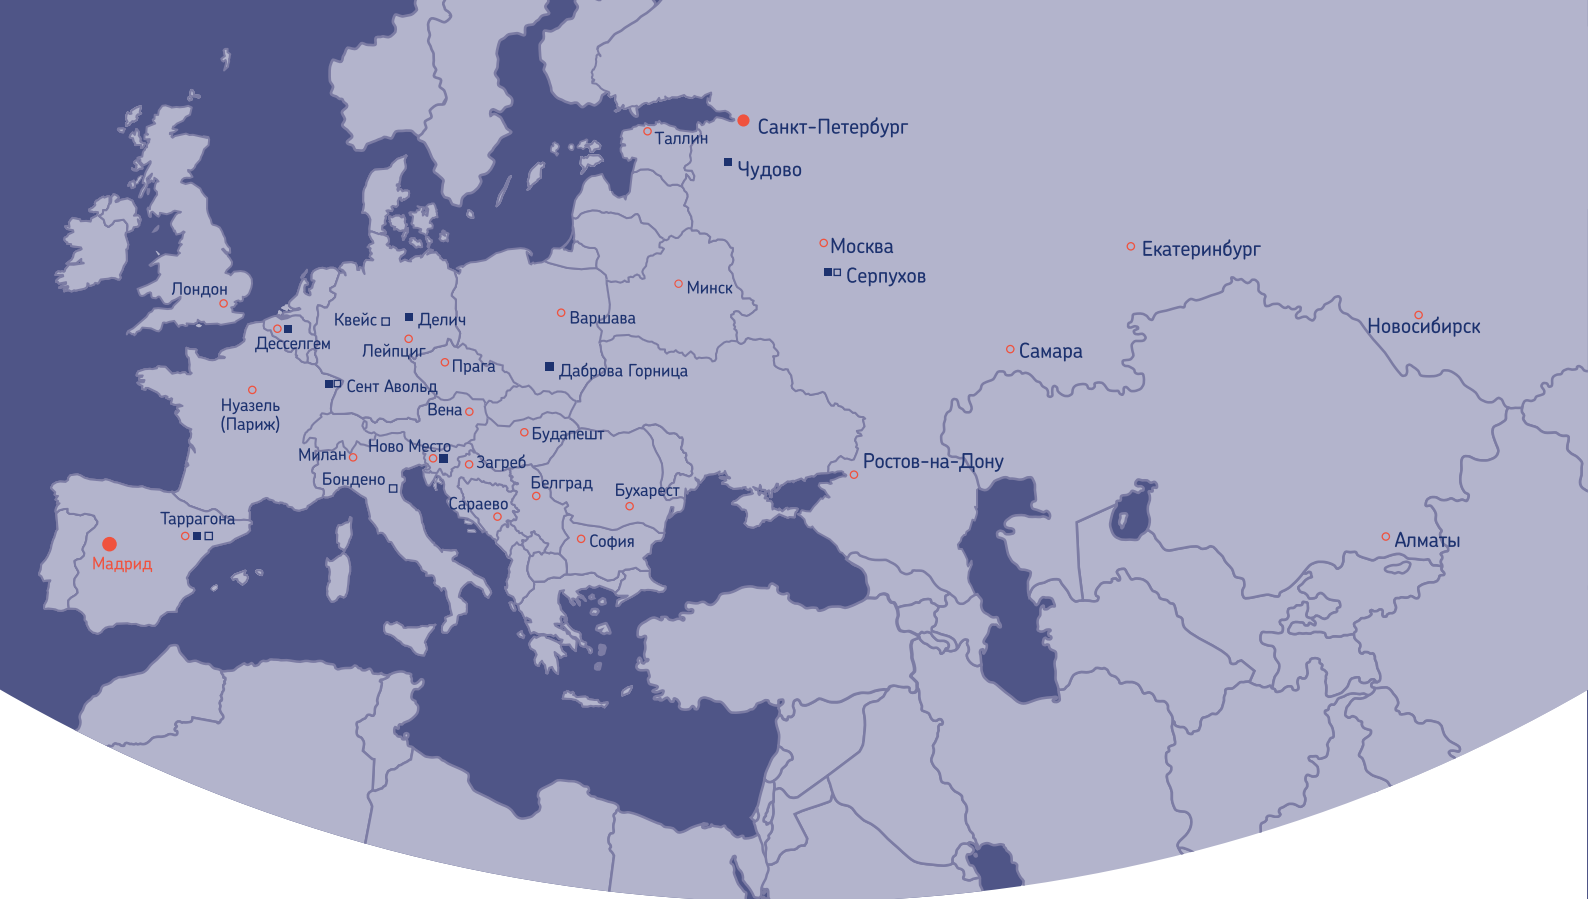 Санкт-Петербург
Таллин
Чудово
Москва
Екатеринбург
Серпухов
Лондон
Минск
Квейс
Делич
Варшава
Новосибирск
Десселгем
Лейпциг
Самара
Прага
Даброва Горница
Сент Авольд
Нуазель
(Париж)
Вена
Будапешт
Ново Место
Милан
Загреб
Ростов-на-Дону
Бондено
Белград
Бухарест
Сараево
Таррагона
София
Алматы
Мадрид